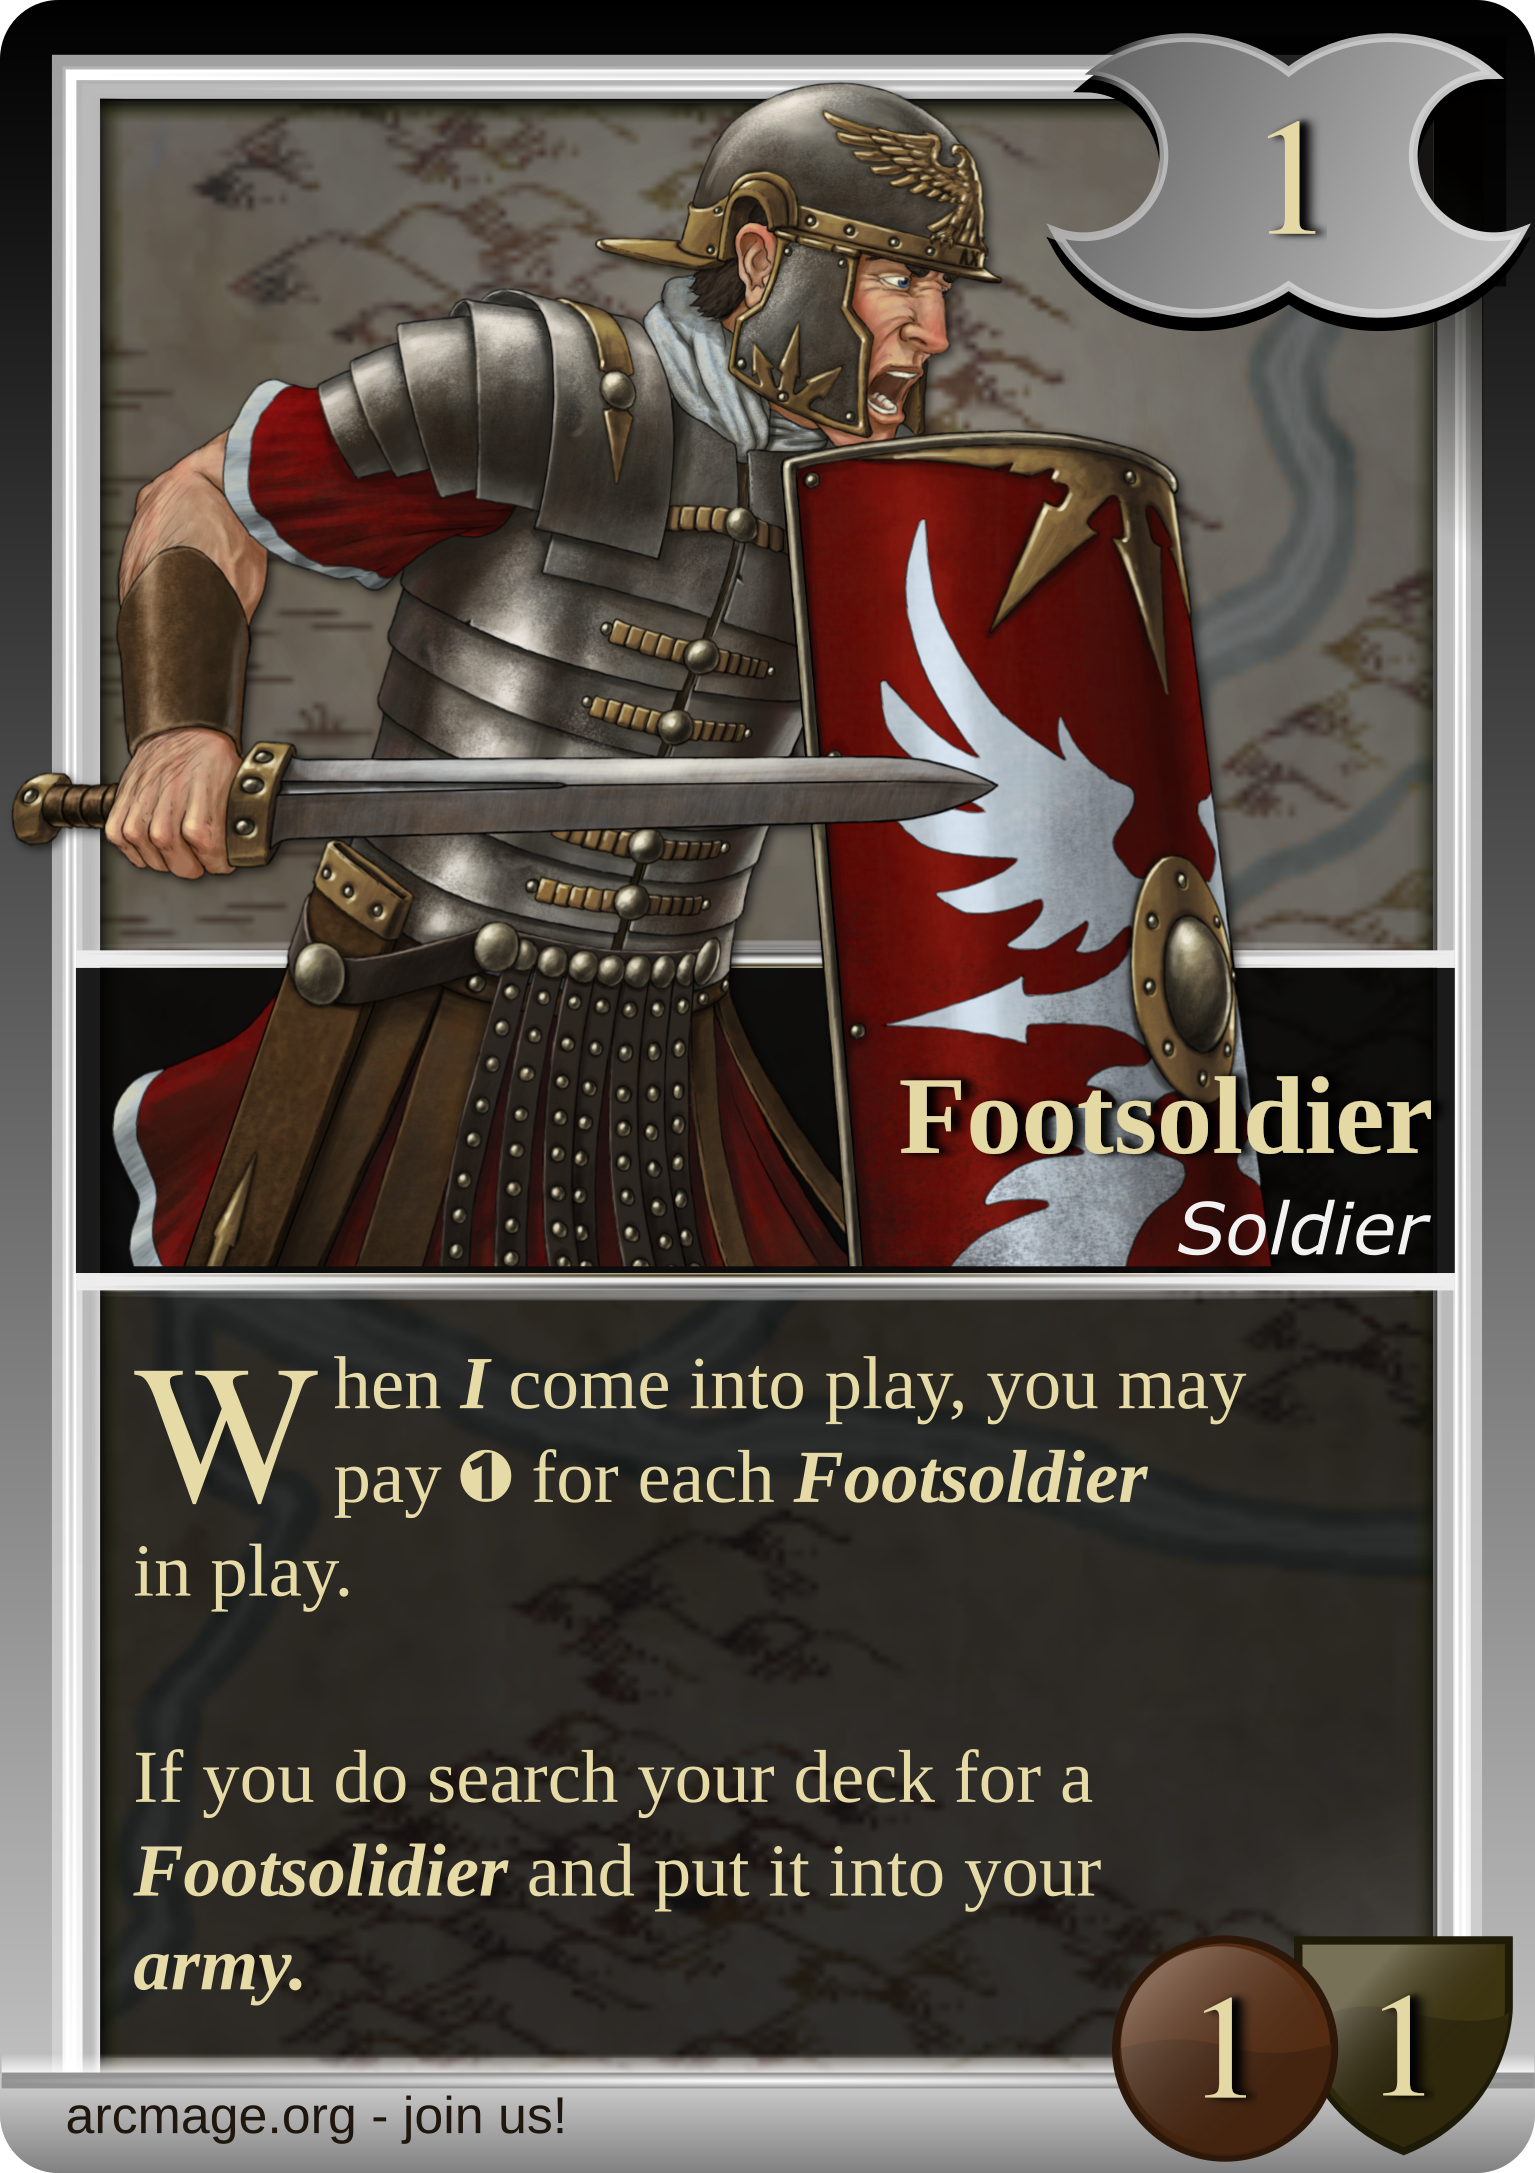 1
Footsoldier
Soldier
When I come into play, you may
pay ❶ for each Footsoldier
in play.
If you do search your deck for a
Footsolidier and put it into your
army.
1 1
arcmage.org - join us!